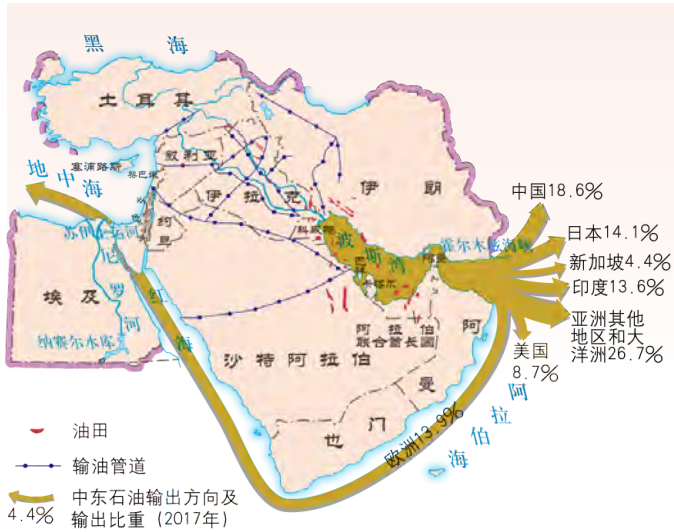 黑海
土耳其
塞浦路斯
叙利亚
黎巴嫩
地中海
伊拉克
伊朗
以色列
约旦
科威特
波斯湾
霍尔木兹海峡
巴林
卡塔尔
阿曼
苏伊士运河
埃及
尼罗河
纳赛尔水库
红海
沙特阿拉伯
阿拉伯
联合酋长国
阿曼
也门
阿拉伯海
欧洲13.9%
中国18.6%
日本14.1%
新加坡4.4%
印度13.6%
亚洲其他
地区和大
洋洲26.7%
美国
8.7%
油田
输油管道
中东石油输出方向及
4.4%
输出比重（2017年）